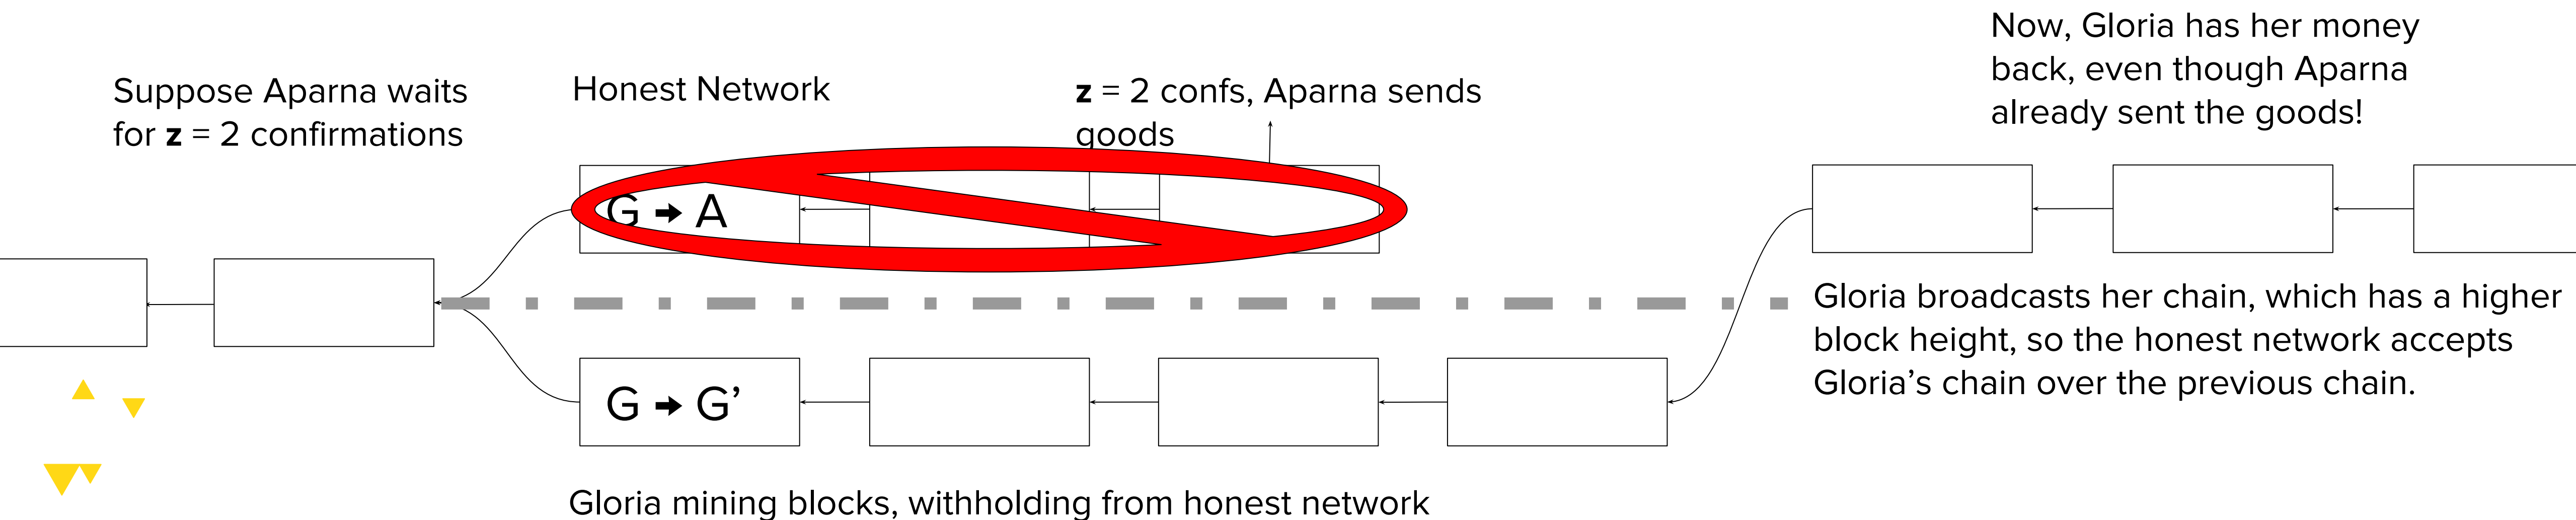 Suppose Aparna waits
for z = 2 confirmations
Honest Network
z = 2 confs, Aparna sends
goods
Now, Gloria has her money
back, even though Aparna
already sent the goods!
G → A
Gloria broadcasts her chain, which has a higher
block height, so the honest network accepts
Gloria’s chain over the previous chain.
G → G’
Gloria mining blocks, withholding from honest network